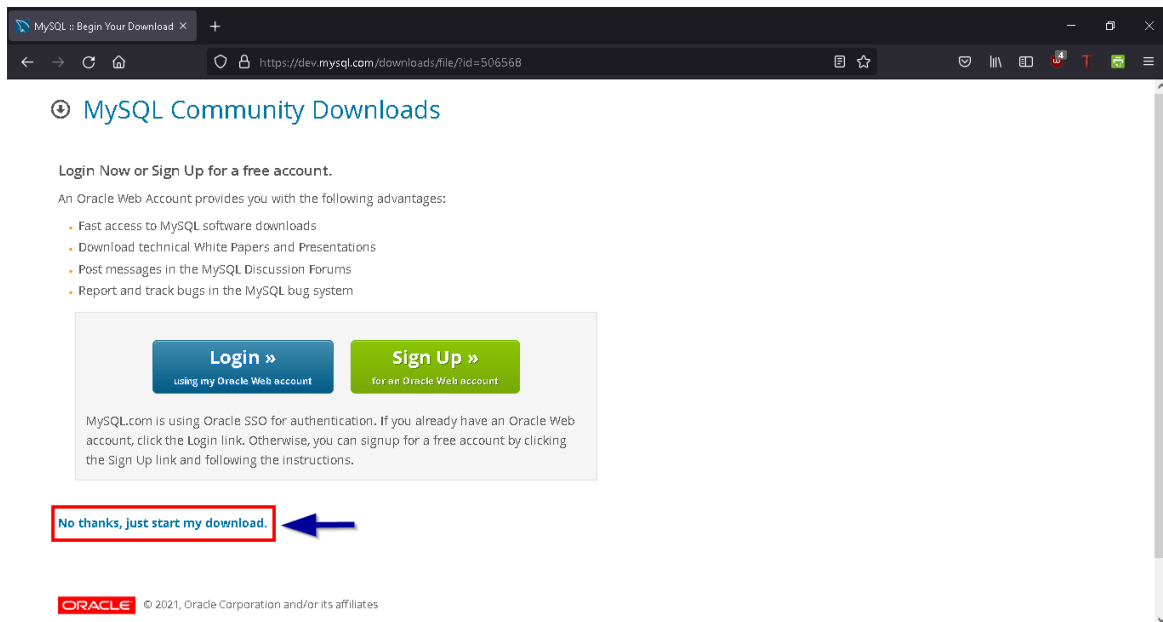 MySQL :: Begin Your Download
https://dev.mysql.com/downloads/file/?id=506568
4
MySQL Community Downloads
Login Now or Sign Up for a free account.
An Oracle Web Account provides you with the following advantages:
Fast access to MySQL software downloads
Download technical White Papers and Presentations
Post messages in the MySQL Discussion Forums
Report and track bugs in the MySQL bug system
Login »
using my Oracle Web account
Sign Up »
for an Oracle Web account
MySQL.com is using Oracle SSO for authentication. If you already have an Oracle Web
account, click the Login link. Otherwise, you can signup for a free account by clicking
the Sign Up link and following the instructions.
No thanks, just start my download.
ORACLE © 2021, Oracle Corporation and/or its affiliates